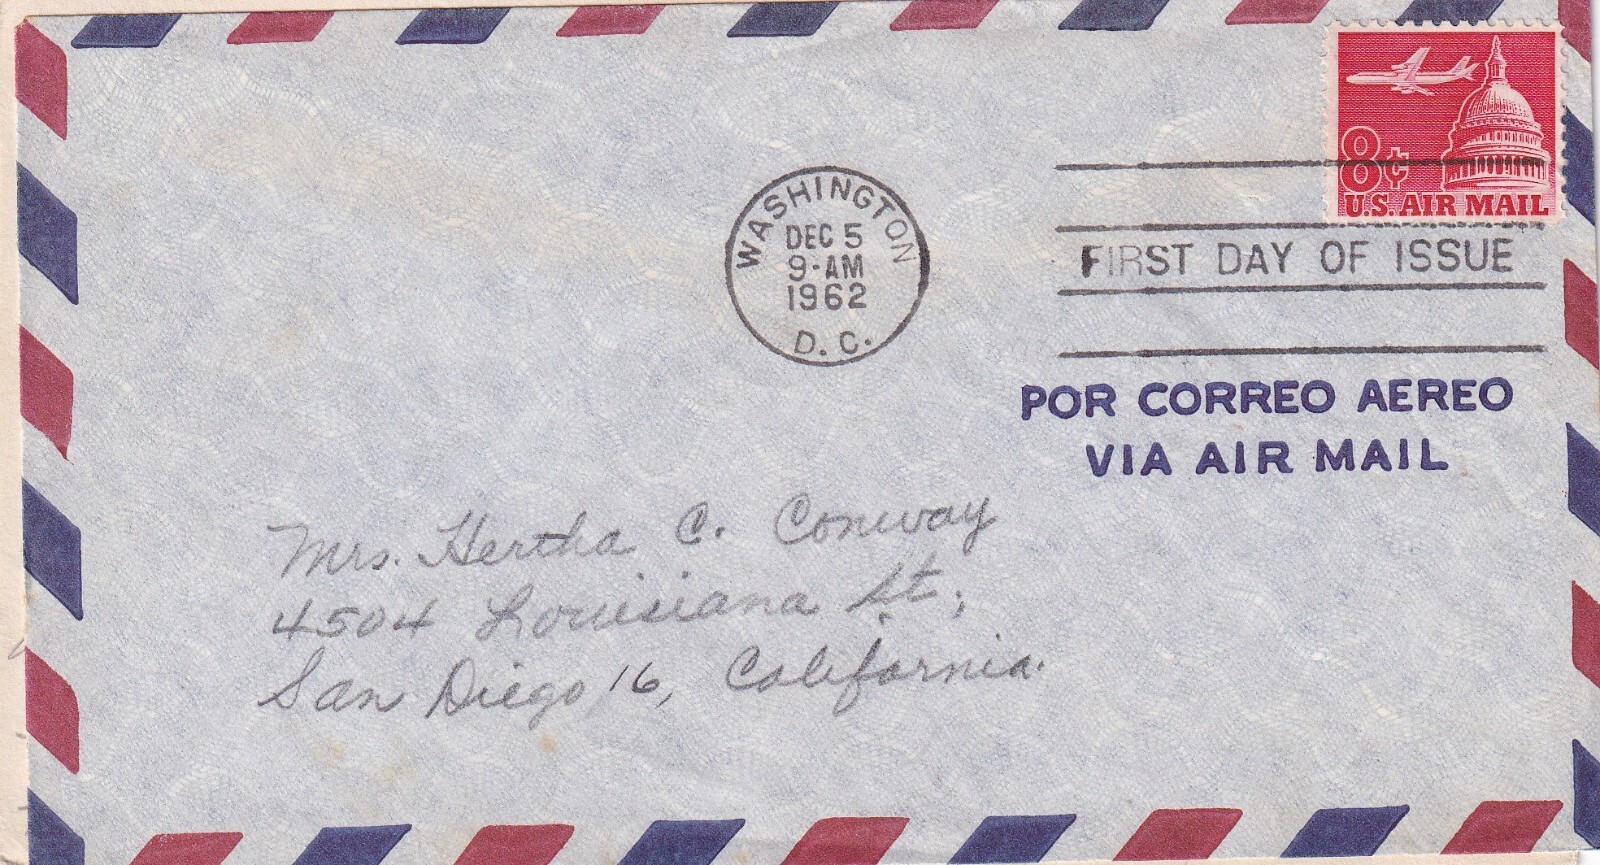 8¢
U.S. AIR MAIL
WASHINGTON
DEC 5
9-AM
1962
D. C.
FIRST DAY OF ISSUE
POR CORREO AEREO
VIA AIR MAIL
Mrs. Hertha C. Conway
4504 Louisiana St.,
San Diego 16, California.